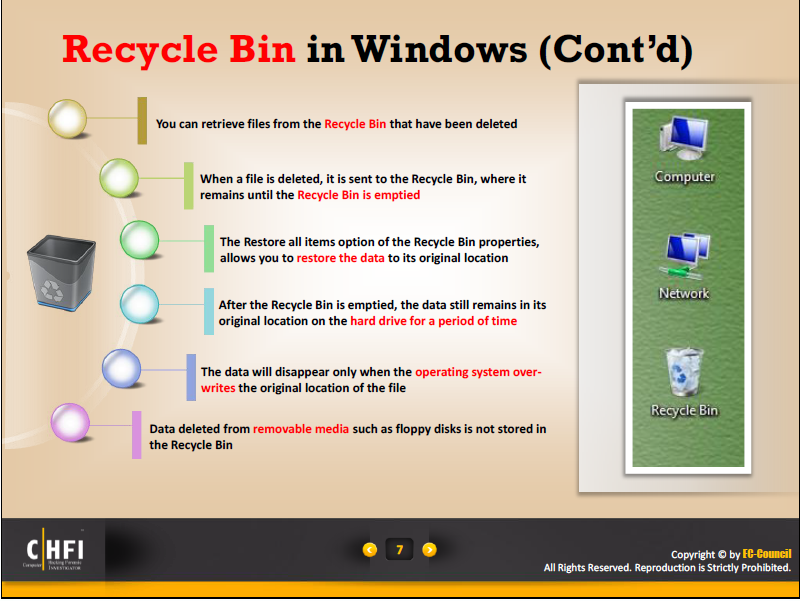 Recycle Bin in Windows (Cont’d)
You can retrieve files from the Recycle Bin that have been deleted
When a file is deleted, it is sent to the Recycle Bin, where it
remains until the Recycle Bin is emptied
The Restore all items option of the Recycle Bin properties,
allows you to restore the data to its original location
After the Recycle Bin is emptied, the data still remains in its
original location on the hard drive for a period of time
The data will disappear only when the operating system over-
writes the original location of the file
Data deleted from removable media such as floppy disks is not stored in
the Recycle Bin
Computer
Network
Recycle Bin
CHFI
Computer Hacking Forensic
INVESTIGATOR
7
Copyright © by EC-Council
All Rights Reserved. Reproduction is Strictly Prohibited.